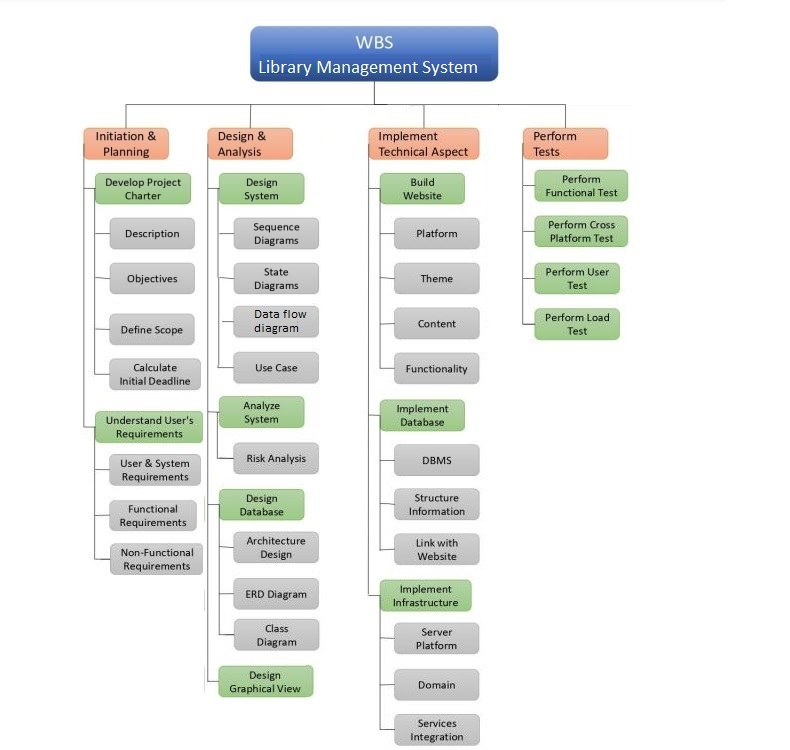 WBS
Library Management System
Initiation &
Planning
Develop Project
Charter
Description
Objectives
Define Scope
Calculate
Initial Deadline
Understand User's
Requirements
User & System
Requirements
Functional
Requirements
Non-Functional
Requirements
Design &
Analysis
Design
System
Sequence
Diagrams
State
Diagrams
Data flow
diagram
Use Case
Analyze
System
Risk Analysis
Design
Database
Architecture
Design
ERD Diagram
Class
Diagram
Design
Graphical View
Implement
Technical Aspect
Build
Website
Platform
Theme
Content
Functionality
Implement
Database
DBMS
Structure
Information
Link with
Website
Implement
Infrastructure
Server
Platform
Domain
Services
Integration
Perform
Tests
Perform
Functional Test
Perform Cross
Platform Test
Perform User
Test
Perform Load
Test